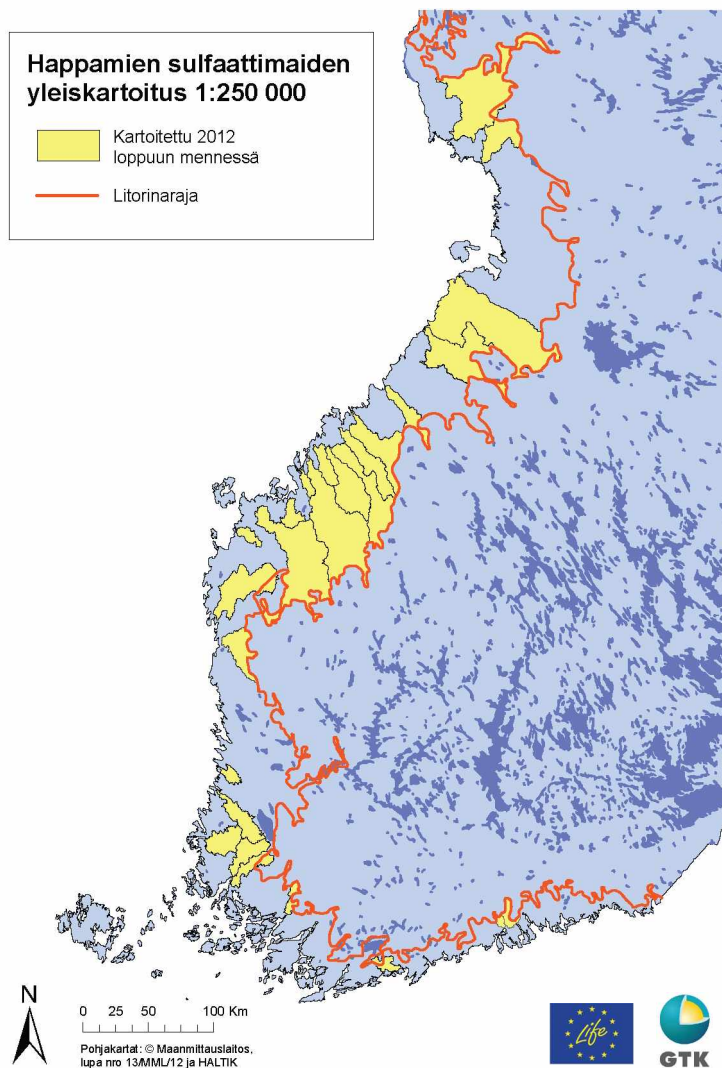 Happamien sulfaattimaiden
yleiskartoitus 1:250 000
Kartoitettu 2012
loppuun mennessä
Litorinaraja
N
0 25 50 100 Km
Pohjakartat: © Maanmittauslaitos,
lupa nro 13/MML/12 ja HALTIK
Life
GTK